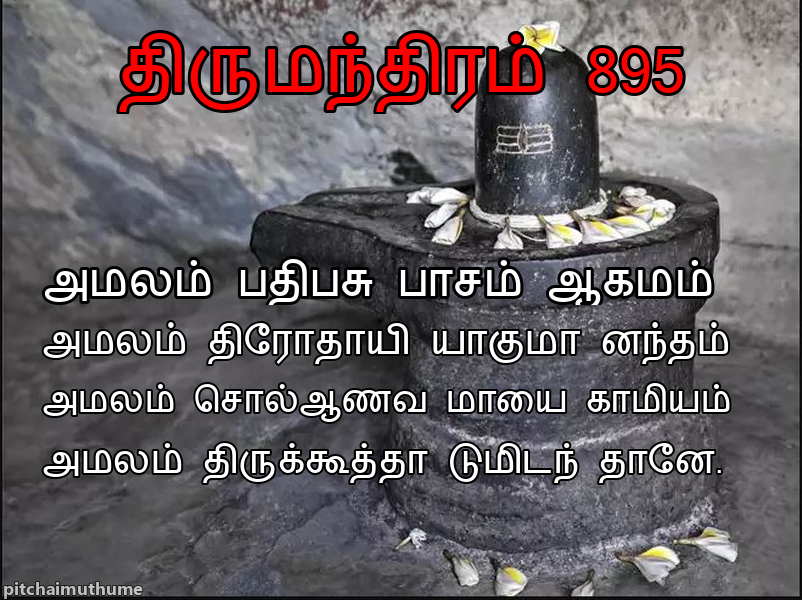 திருமந்திரம் 895
அமலம் பதிபசு பாசம் ஆகமம்
அமலம் திரோதாயி யாகுமா னந்தம்
அமலம் சொல்ஆணவ மாயை காமியம்
அமலம் திருக்கூத்தா டுமிடந் தானே.
pitchaimuthume